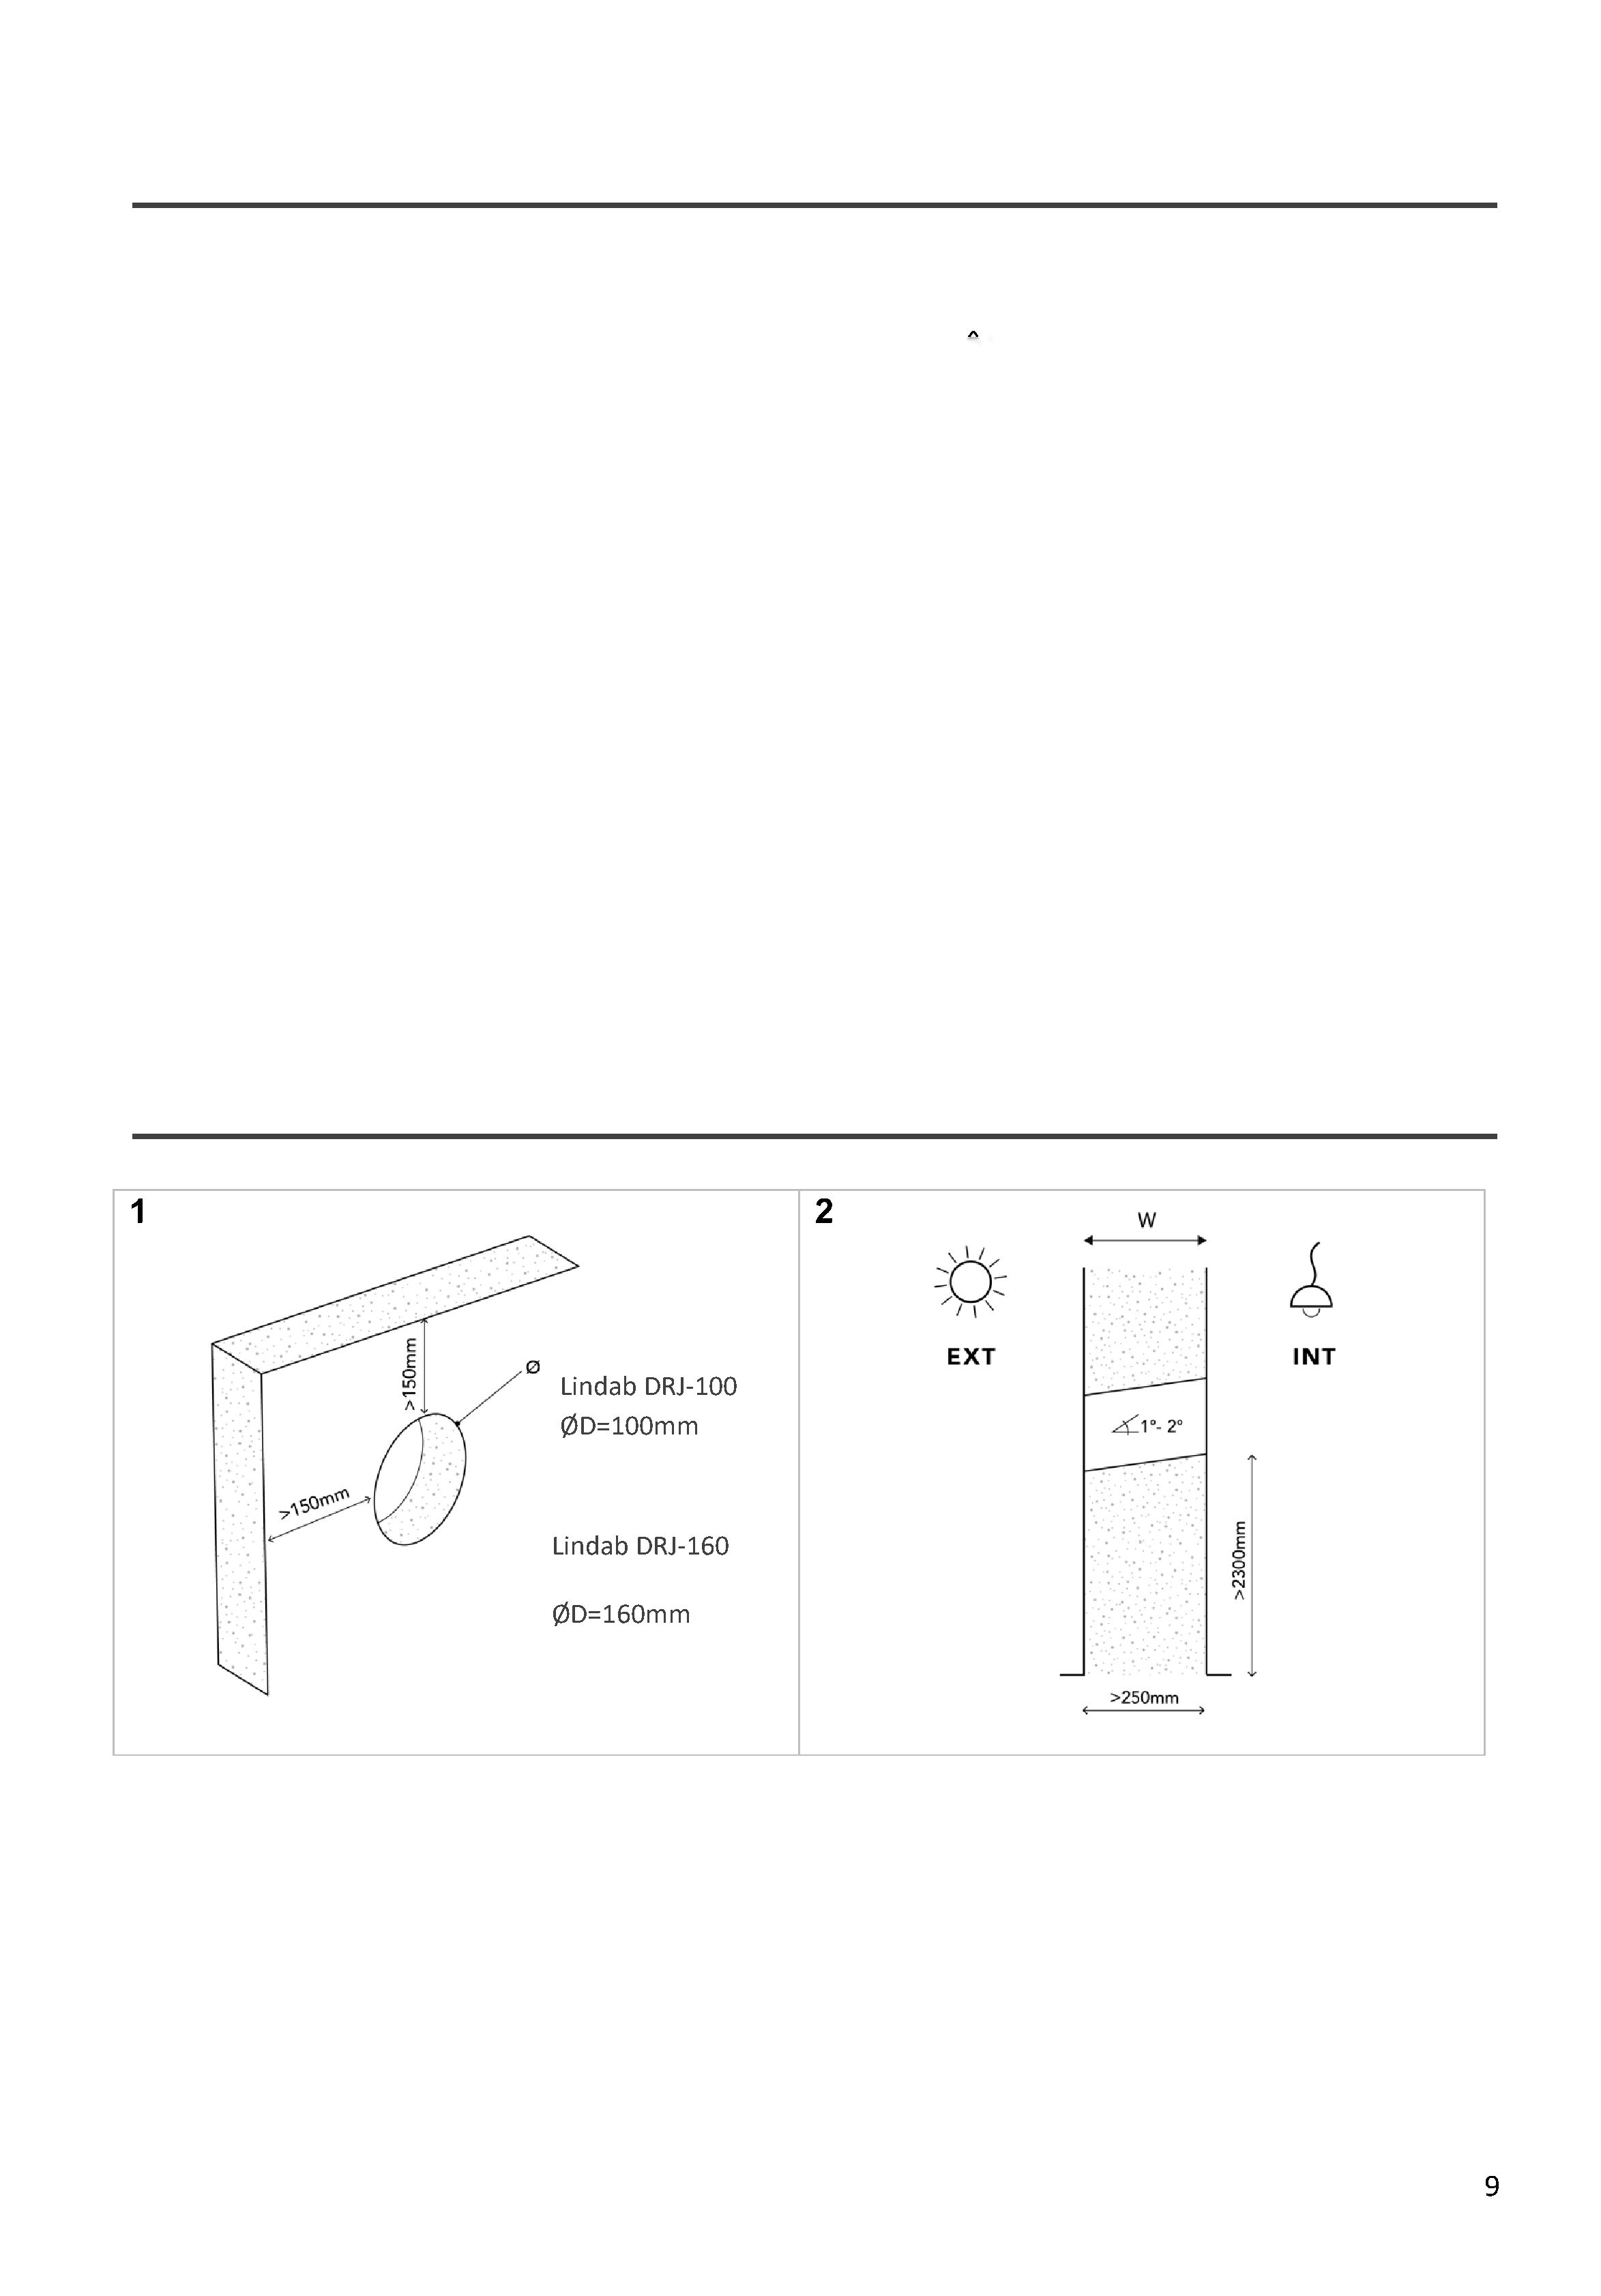 1
>150mm
Ø
Lindab DRJ-100
ØD=100mm
>150mm
Lindab DRJ-160
ØD=160mm
2
W
EXT
INT
1°- 2°
>2300mm
>250mm
9